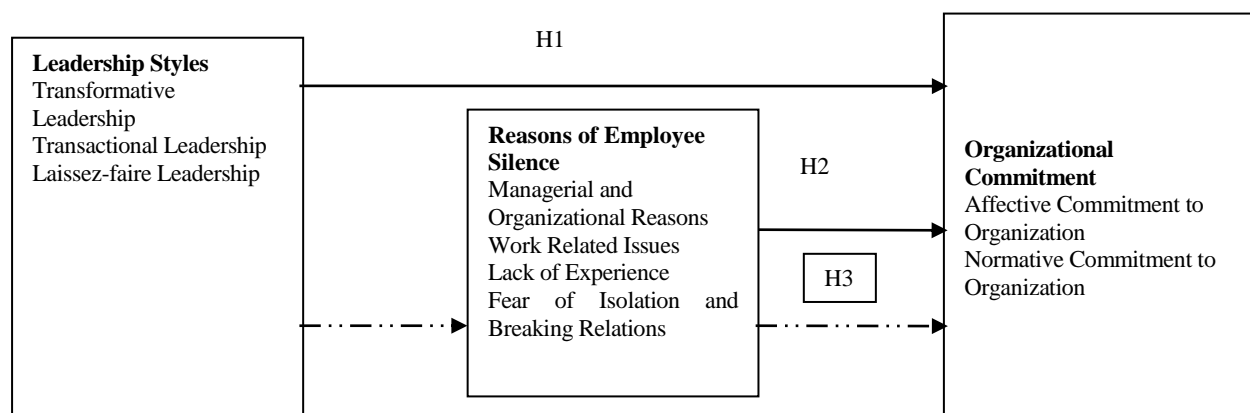 H1
Leadership Styles
Transformative
Leadership
Transactional Leadership
Laissez-faire Leadership
Reasons of Employee
Silence
Managerial and
Organizational Reasons
Work Related Issues
Lack of Experience
Fear of Isolation and
Breaking Relations
H2
H3
Organizational
Commitment
Affective Commitment to
Organization
Normative Commitment to
Organization